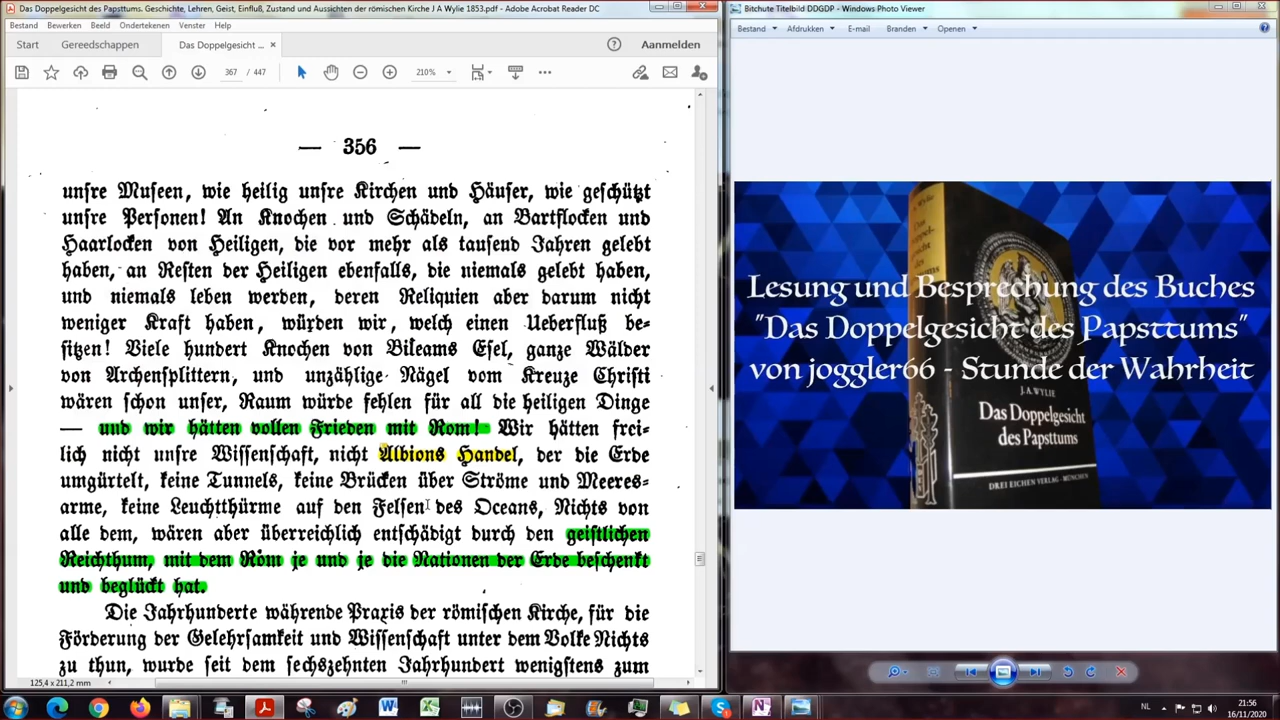 Das Doppelgesicht des Papsttums. Geschichte, Lehren, Geist, Einfluß, Zustand und Aussichten der römischen Kirche J A Wylie 1853.pdf - Adobe Acrobat Reader DC
Bestand Bewerken Beeld Ondertekenen Venster Help
Start Gereedschappen Das Doppelgesicht ... × Aanmelden
367 / 447 210%
— 356 —
unſre Muſeen, wie heilig unſre Kirchen und Häuſer, wie geſchützt
unſre Perſonen! An Knochen und Schädeln, an Bartflocken und
Haarlocken von Heiligen, die vor mehr als tauſend Jahren gelebt
haben, an Reſten der Heiligen ebenfalls, die niemals gelebt haben,
und niemals leben werden, deren Reliquien aber darum nicht
weniger Kraft haben, würden wir, welch einen Ueberfluß be-
ſitzen! Viele hundert Knochen von Bileams Eſel, ganze Wälder
von Archenſplittern, und unzählige Nägel vom Kreuze Chriſti
wären ſchon unſer, Raum würde fehlen für all die heiligen Dinge
— und wir hätten vollen Frieden mit Rom! Wir hätten frei-
lich nicht unſre Wiſſenſchaft, nicht Albions Handel, der die Erde
umgürtelt, keine Tunnels, keine Brücken über Ströme und Meeres-
arme, keine Leuchtthürme auf den Felſen des Oceans, Nichts von
alle dem, wären aber überreichlich entſchädigt durch den geiſtlichen
Reichthum, mit dem Rom je und je die Nationen der Erde beſchenkt
und beglückt hat.
Die Jahrhunderte währende Praxis der römiſchen Kirche, für die
Förderung der Gelehrſamkeit und Wiſſenſchaft unter dem Volke Nichts
zu thun, wurde ſeit dem ſechszehnten Jahrhundert wenigſtens zum
125,4 x 211,2 mm
Bitchute Titelbild DDGDP - Windows Photo Viewer
Bestand Afdrukken E-mail Branden Openen
Lesung und Besprechung des Buches
"Das Doppelgesicht des Papsttums"
von joggler66 - Stunde der Wahrheit
J.A.WYLIE
Das Doppelgesicht
des Papsttums
DREI EICHEN VERLAG · MÜNCHEN
NL
21:56
16/11/2020